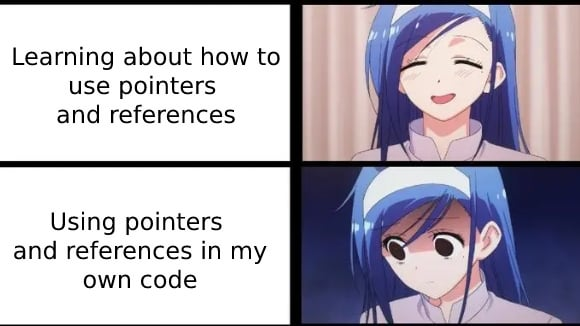 Learning about how to
use pointers
and references
Using pointers
and references in my
own code